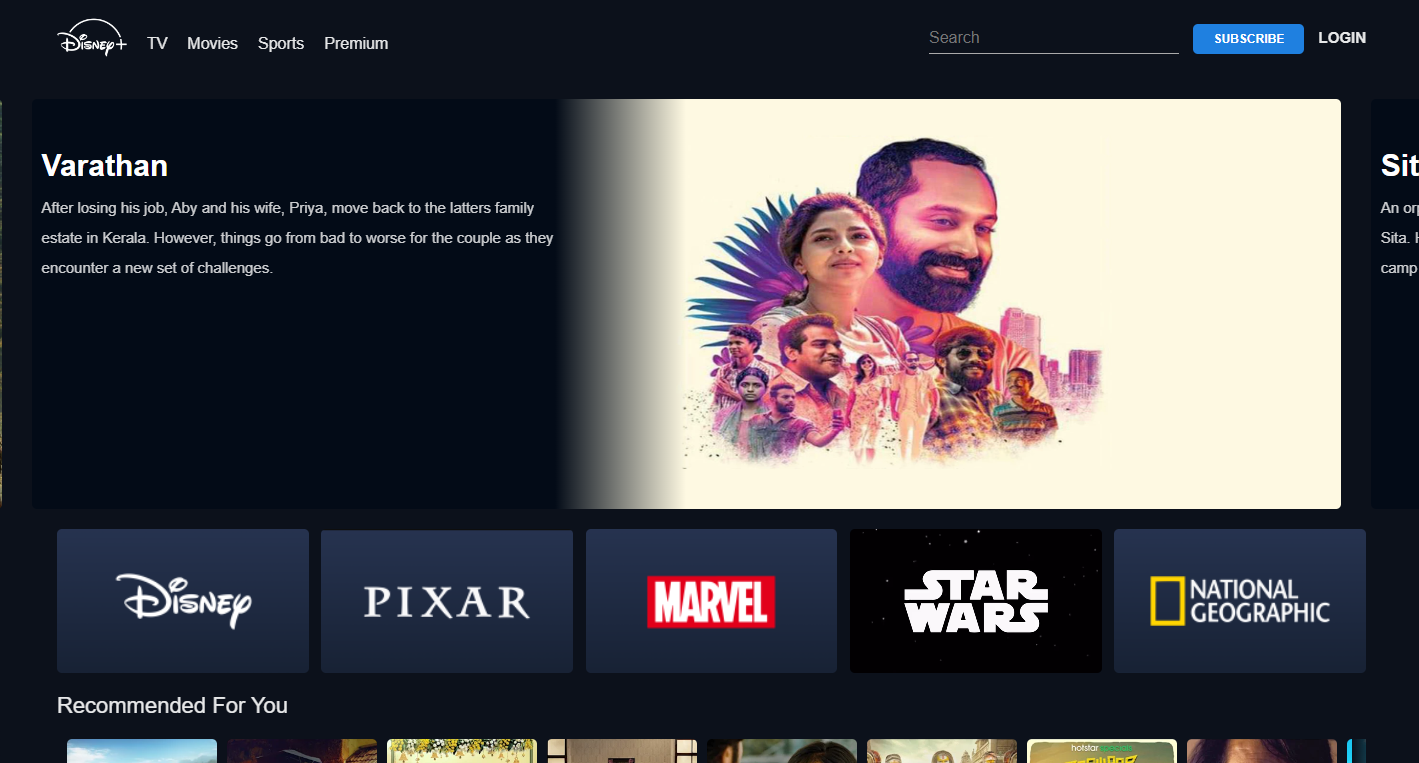 Disney+
TV
Movies
Sports
Premium
Search
SUBSCRIBE
LOGIN
Varathan
After losing his job, Aby and his wife, Priya, move back to the latters family
estate in Kerala. However, things go from bad to worse for the couple as they
encounter a new set of challenges.
Sit
An
Sita.
camp
Disney
PIXAR
MARVEL
STAR
WARS
NATIONAL
GEOGRAPHIC
Recommended For You
hotstar specials